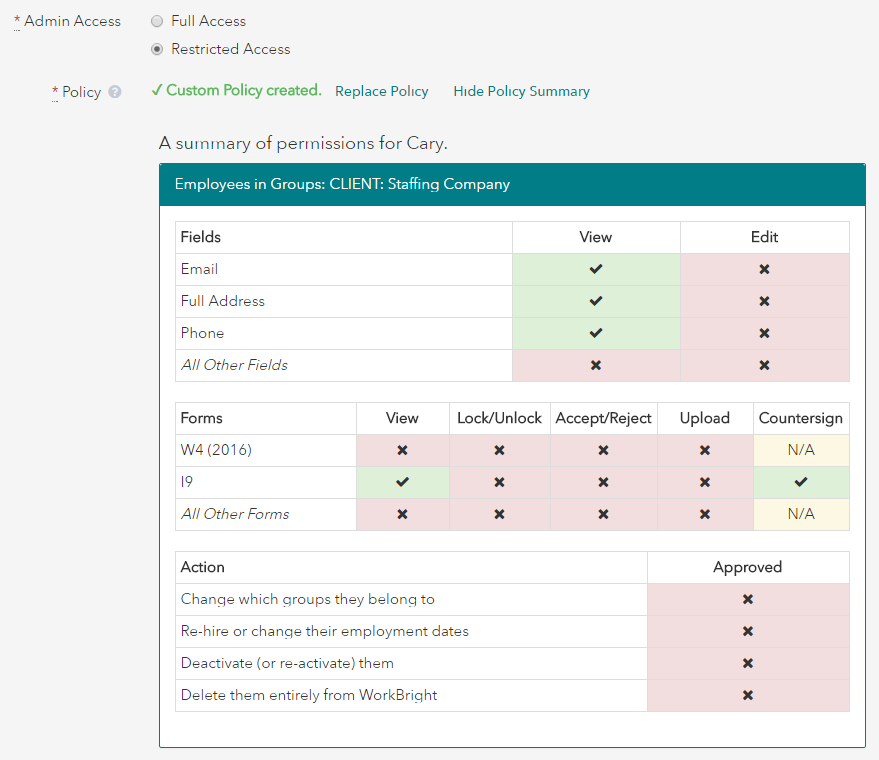 * Admin Access Full Access
Restricted Access
* Policy ? ✓ Custom Policy created. Replace Policy Hide Policy Summary
A summary of permissions for Cary.
Employees in Groups: CLIENT: Staffing Company
Fields View Edit
Email ✔ ✖
Full Address ✔ ✖
Phone ✔ ✖
All Other Fields ✖ ✖
Forms View Lock/Unlock Accept/Reject Upload Countersign
W4 (2016) ✖ ✖ ✖ ✖ N/A
I9 ✔ ✖ ✖ ✖ ✔
All Other Forms ✖ ✖ ✖ ✖ N/A
Action Approved
Change which groups they belong to ✖
Re-hire or change their employment dates ✖
Deactivate (or re-activate) them ✖
Delete them entirely from WorkBright ✖